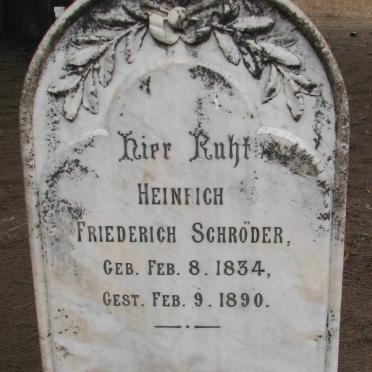 Hier Ruht
HEINRICH
FRIEDERICH SCHRÖDER,
GEB. FEB. 8. 1834,
GEST. FEB. 9. 1890.